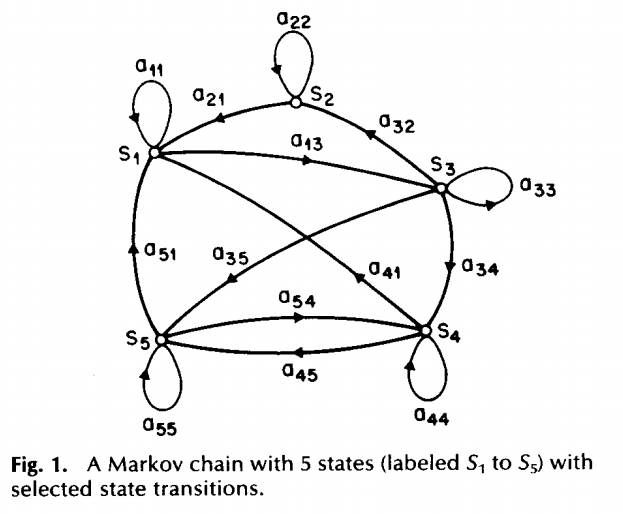 a22
a11
a21
S2
a32
S1
a13
S3
a33
a51
a35
a41
a34
a54
S5
S4
a45
a55
a44
Fig. 1. A Markov chain with 5 states (labeled S1 to S5) with
selected state transitions.